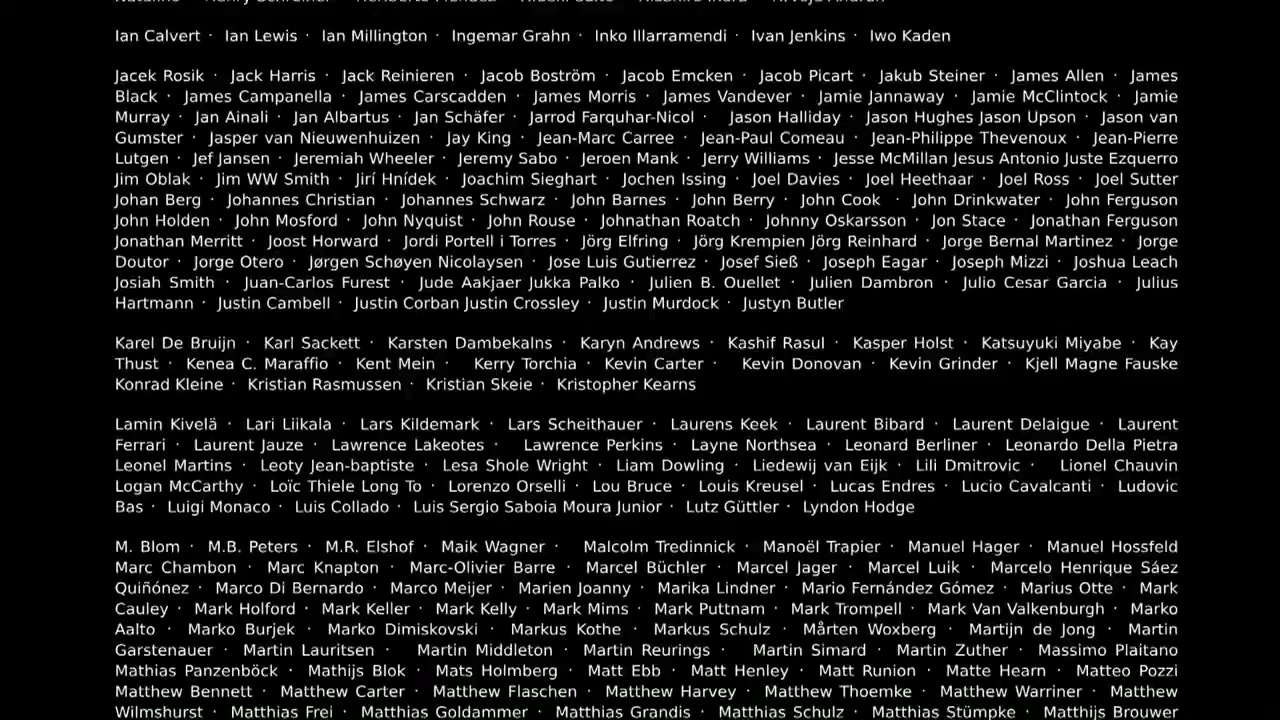 Ian Calvert · Ian Lewis · Ian Millington · Ingemar Grahn · Inko Illarramendi · Ivan Jenkins · Iwo Kaden
Jacek Rosik · Jack Harris · Jack Reinieren · Jacob Boström · Jacob Emcken · Jacob Picart · Jakub Steiner · James Allen · James
Black · James Campanella · James Carscadden · James Morris · James Vandever · Jamie Jannaway · Jamie McClintock · Jamie
Murray · Jan Ainali · Jan Albartus · Jan Schäfer · Jarrod Farquhar-Nicol · Jason Halliday · Jason Hughes Jason Upson · Jason van
Gumster · Jasper van Nieuwenhuizen · Jay King · Jean-Marc Carree · Jean-Paul Comeau · Jean-Philippe Thevenoux · Jean-Pierre
Lutgen · Jef Jansen · Jeremiah Wheeler · Jeremy Sabo · Jeroen Mank · Jerry Williams · Jesse McMillan Jesus Antonio Juste Ezquerro
Jim Oblak · Jim WW Smith · Jirí Hnídek · Joachim Sieghart · Jochen Issing · Joel Davies · Joel Heethaar · Joel Ross · Joel Sutter
Johan Berg · Johannes Christian · Johannes Schwarz · John Barnes · John Berry · John Cook · John Drinkwater · John Ferguson
John Holden · John Mosford · John Nyquist · John Rouse · Johnathan Roatch · Johnny Oskarsson · Jon Stace · Jonathan Ferguson
Jonathan Merritt · Joost Horward · Jordi Portell i Torres · Jörg Elfring · Jörg Krempien Jörg Reinhard · Jorge Bernal Martinez · Jorge
Doutor · Jorge Otero · Jørgen Schøyen Nicolaysen · Jose Luis Gutierrez · Josef Sieß · Joseph Eagar · Joseph Mizzi · Joshua Leach
Josiah Smith · Juan-Carlos Furest · Jude Aakjaer Jukka Palko · Julien B. Ouellet · Julien Dambron · Julio Cesar Garcia · Julius
Hartmann · Justin Cambell · Justin Corban Justin Crossley · Justin Murdock · Justyn Butler
Karel De Bruijn · Karl Sackett · Karsten Dambekalns · Karyn Andrews · Kashif Rasul · Kasper Holst · Katsuyuki Miyabe · Kay
Thust · Kenea C. Maraffio · Kent Mein · Kerry Torchia · Kevin Carter · Kevin Donovan · Kevin Grinder · Kjell Magne Fauske
Konrad Kleine · Kristian Rasmussen · Kristian Skeie · Kristopher Kearns
Lamin Kivelä · Lari Liikala · Lars Kildemark · Lars Scheithauer · Laurens Keek · Laurent Bibard · Laurent Delaigue · Laurent
Ferrari · Laurent Jauze · Lawrence Lakeotes · Lawrence Perkins · Layne Northsea · Leonard Berliner · Leonardo Della Pietra
Leonel Martins · Leoty Jean-baptiste · Lesa Shole Wright · Liam Dowling · Liedewij van Eijk · Lili Dmitrovic · Lionel Chauvin
Logan McCarthy · Loïc Thiele Long To · Lorenzo Orselli · Lou Bruce · Louis Kreusel · Lucas Endres · Lucio Cavalcanti · Ludovic
Bas · Luigi Monaco · Luis Collado · Luis Sergio Saboia Moura Junior · Lutz Güttler · Lyndon Hodge
M. Blom · M.B. Peters · M.R. Elshof · Maik Wagner · Malcolm Tredinnick · Manoël Trapier · Manuel Hager · Manuel Hossfeld
Marc Chambon · Marc Knapton · Marc-Olivier Barre · Marcel Büchler · Marcel Jager · Marcel Luik · Marcelo Henrique Sáez
Quiñónez · Marco Di Bernardo · Marco Meijer · Marien Joanny · Marika Lindner · Mario Fernández Gómez · Marius Otte · Mark
Cauley · Mark Holford · Mark Keller · Mark Kelly · Mark Mims · Mark Puttnam · Mark Trompell · Mark Van Valkenburgh · Marko
Aalto · Marko Burjek · Marko Dimiskovski · Markus Kothe · Markus Schulz · Mårten Woxberg · Martijn de Jong · Martin
Garstenauer · Martin Lauritsen · Martin Middleton · Martin Reurings · Martin Simard · Martin Zuther · Massimo Plaitano
Mathias Panzenböck · Mathijs Blok · Mats Holmberg · Matt Ebb · Matt Henley · Matt Runion · Matte Hearn · Matteo Pozzi
Matthew Bennett · Matthew Carter · Matthew Flaschen · Matthew Harvey · Matthew Thoemke · Matthew Warriner · Matthew
Wilmshurst · Matthias Frei · Matthias Goldammer · Matthias Grandis · Matthias Schulz · Matthias Stümpke · Matthijs Brouwer